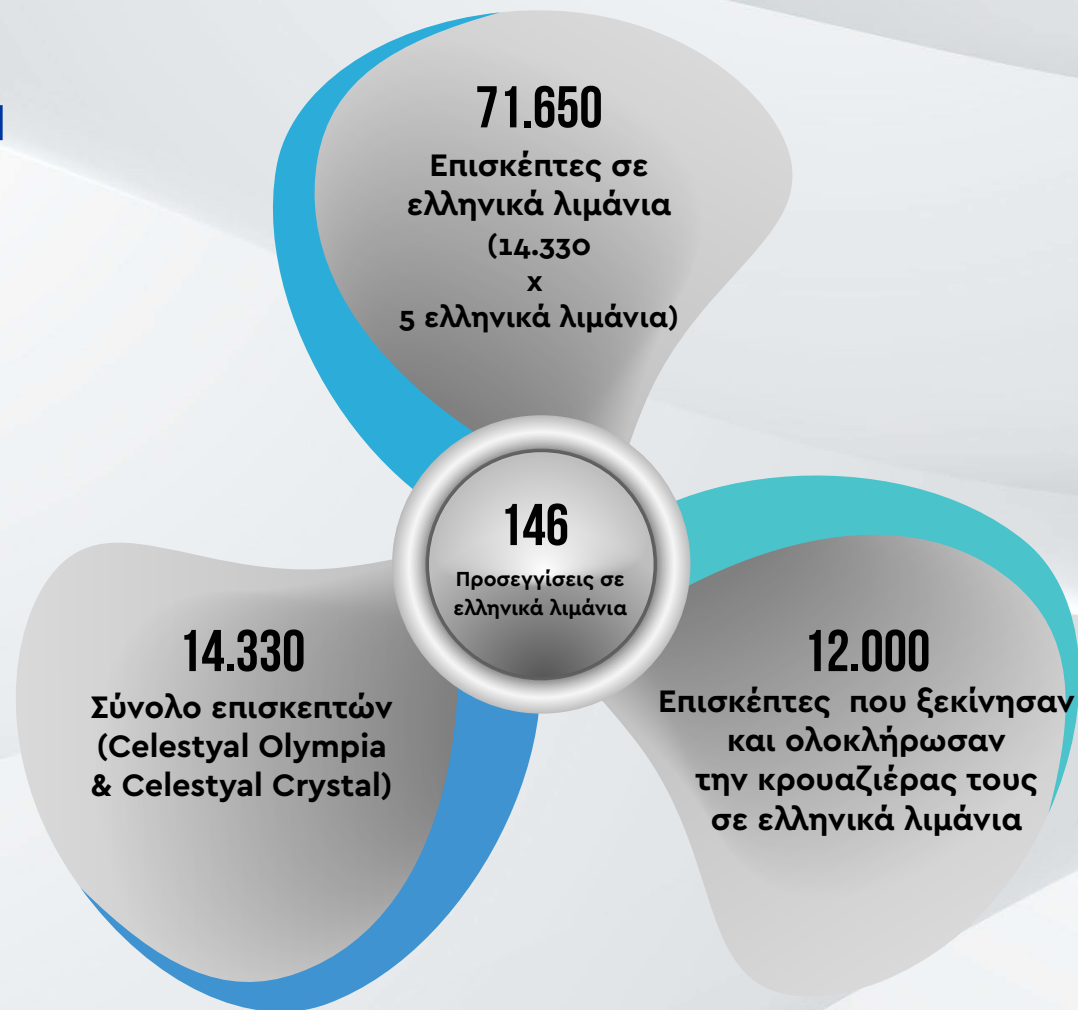 71.650
Επισκέπτες σε
ελληνικά λιμάνια
(14.330
x
5 ελληνικά λιμάνια)
146
Προσεγγίσεις σε
ελληνικά λιμάνια
14.330
Σύνολο επισκεπτών
(Celestyal Olympia
& Celestyal Crystal)
12.000
Επισκέπτες που ξεκίνησαν
και ολοκλήρωσαν
την κρουαζιέρας τους
σε ελληνικά λιμάνια